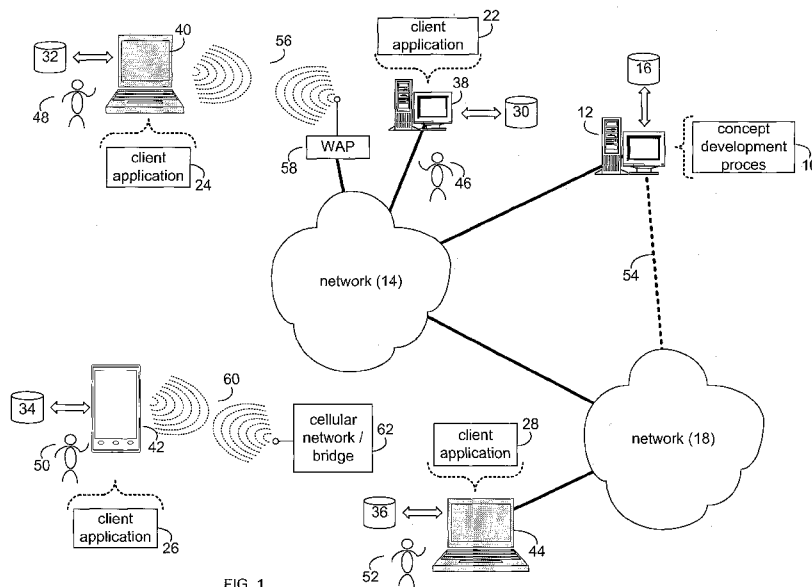 32
40
56
client
application
22
16
48
38
30
12
WAP
58
46
concept
development
proces
client
application
24
10
network (14)
54
34
60
42
50
cellular
network /
bridge
62
client
application
28
network (18)
client
application
26
36
44
52
FIG. 1